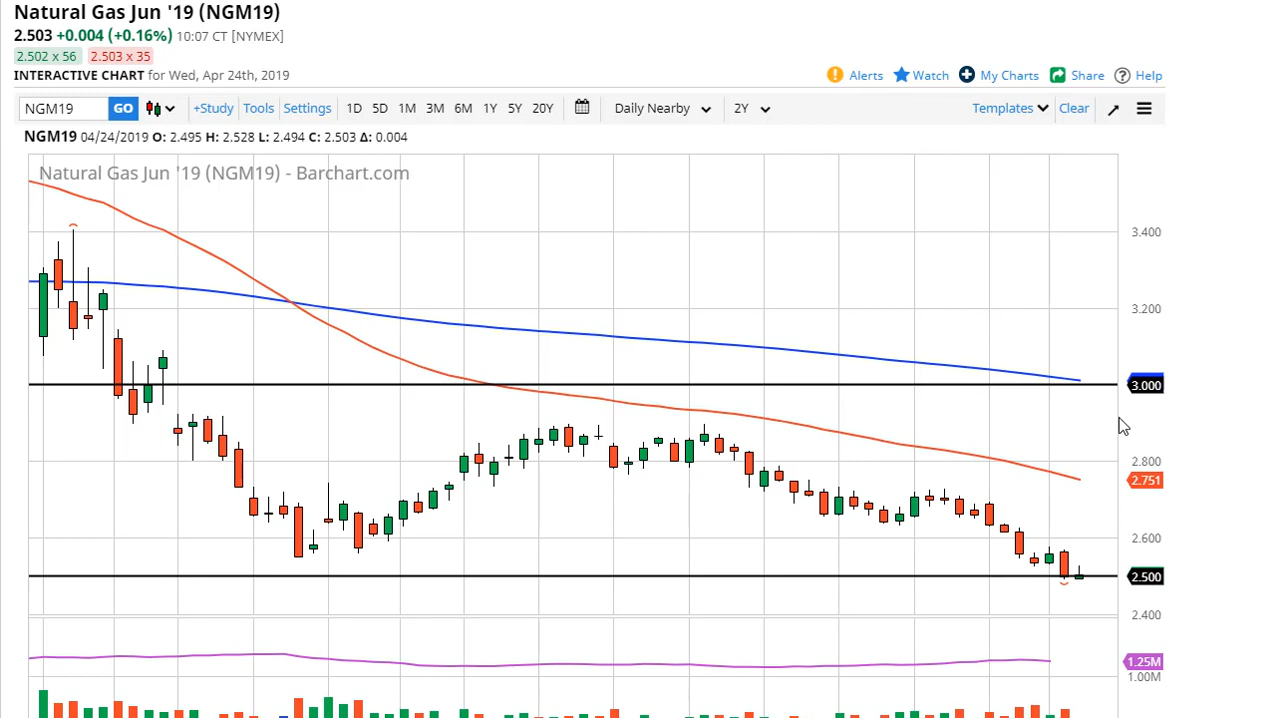 Natural Gas Jun '19 (NGM19)
2.503 +0.004 (+0.16%) 10:07 CT [NYMEX]
2.502 x 56 2.503 x 35
INTERACTIVE CHART for Wed, Apr 24th, 2019
Alerts Watch My Charts Share Help
NGM19 GO +Study Tools Settings 1D 5D 1M 3M 6M 1Y 5Y 20Y Daily Nearby 2Y Templates Clear
NGM19 04/24/2019 O: 2.495 H: 2.528 L: 2.494 C: 2.503 Δ: 0.004
Natural Gas Jun '19 (NGM19) - Barchart.com
3.400
3.200
3.000
2.800
2.751
2.600
2.500
2.400
1.25M
1.00M